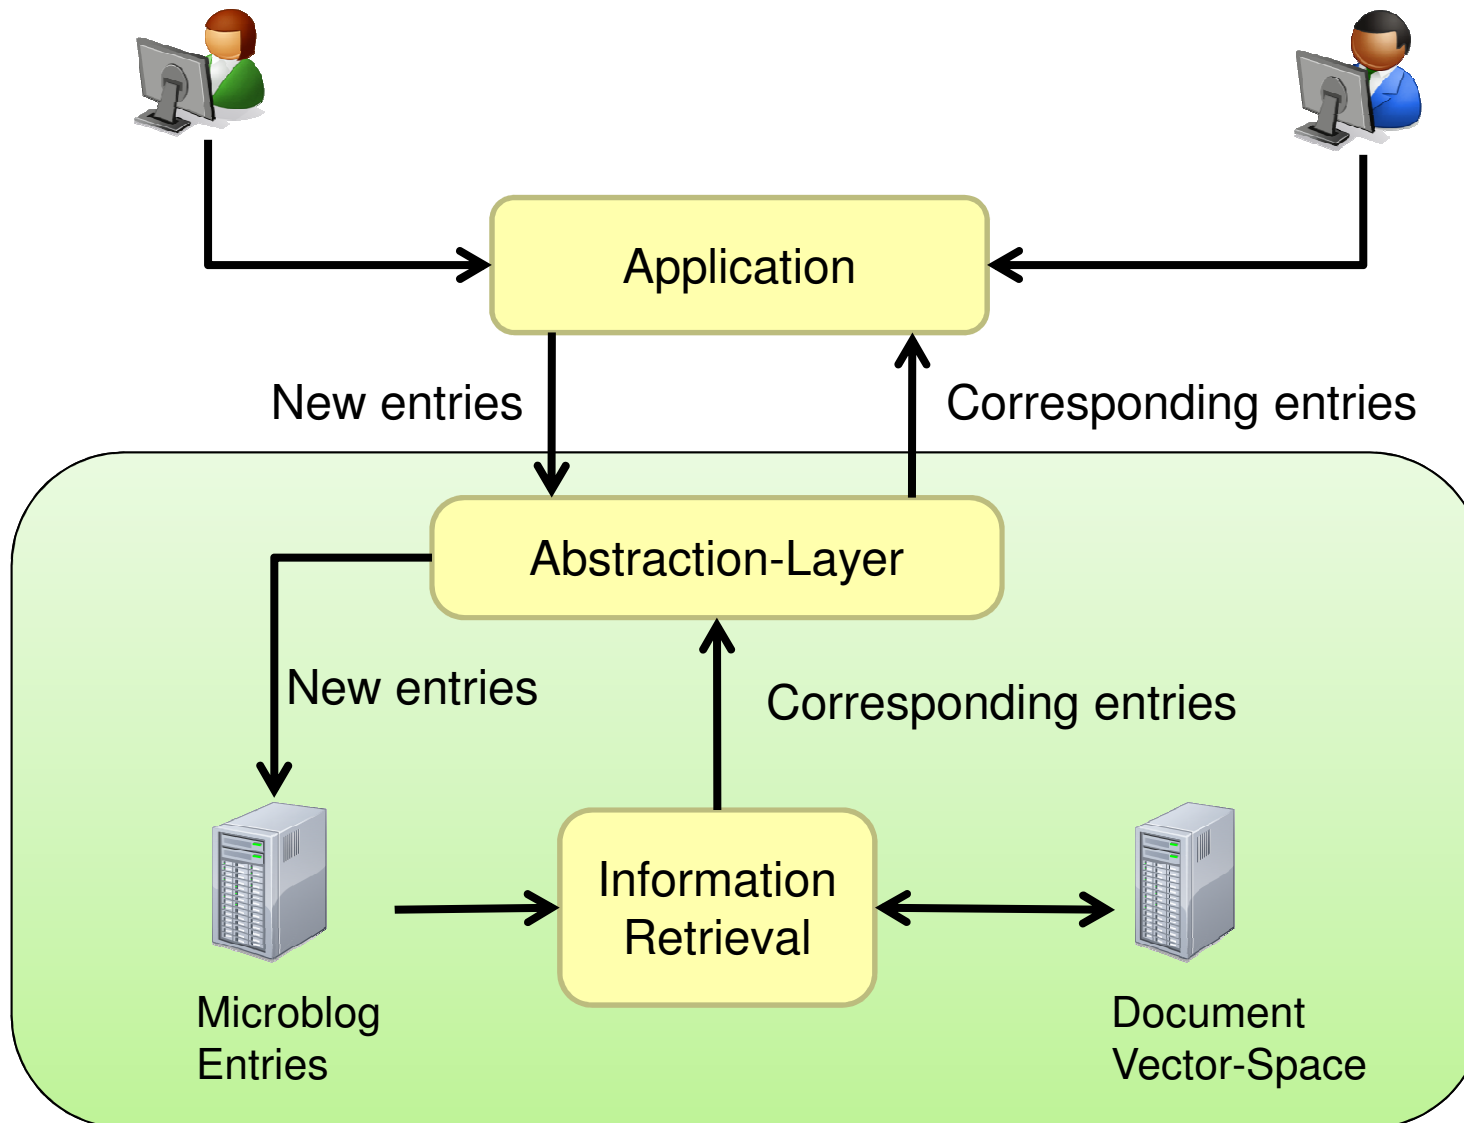 Application
New entries
Corresponding entries
Abstraction-Layer
New entries
Corresponding entries
Information
Retrieval
Microblog
Entries
Document
Vector-Space